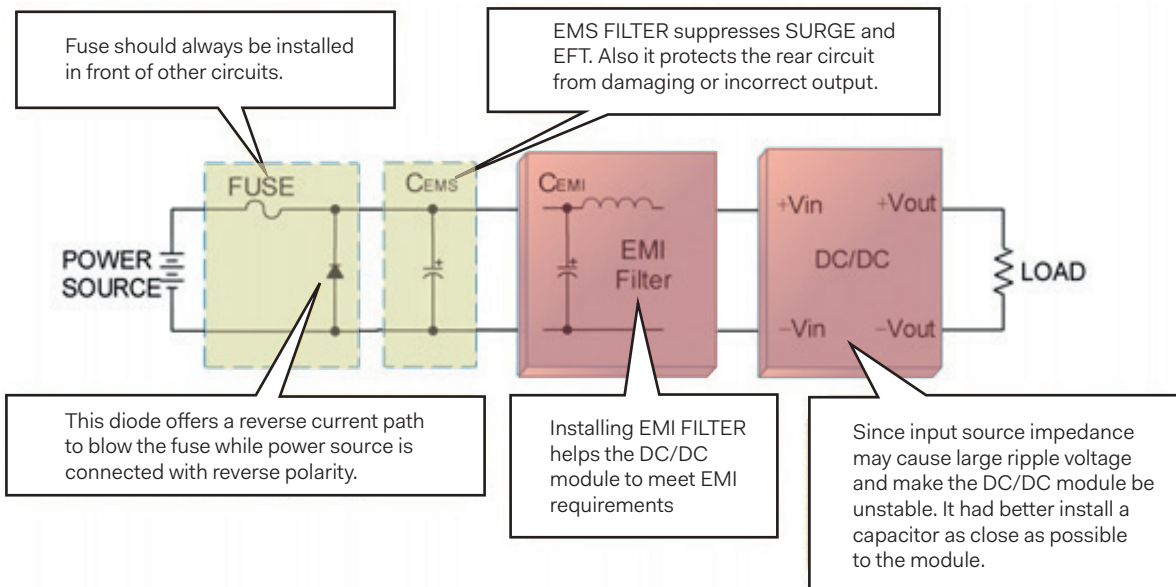 Fuse should always be installed
in front of other circuits.
EMS FILTER suppresses SURGE and
EFT. Also it protects the rear circuit
from damaging or incorrect output.
FUSE
CEMS
CEMI
+Vin
+Vout
POWER
SOURCE
EMI
Filter
DC/DC
LOAD
−Vin
−Vout
This diode offers a reverse current path
to blow the fuse while power source is
connected with reverse polarity.
Installing EMI FILTER
helps the DC/DC
module to meet EMI
requirements
Since input source impedance
may cause large ripple voltage
and make the DC/DC module be
unstable. It had better install a
capacitor as close as possible
to the module.